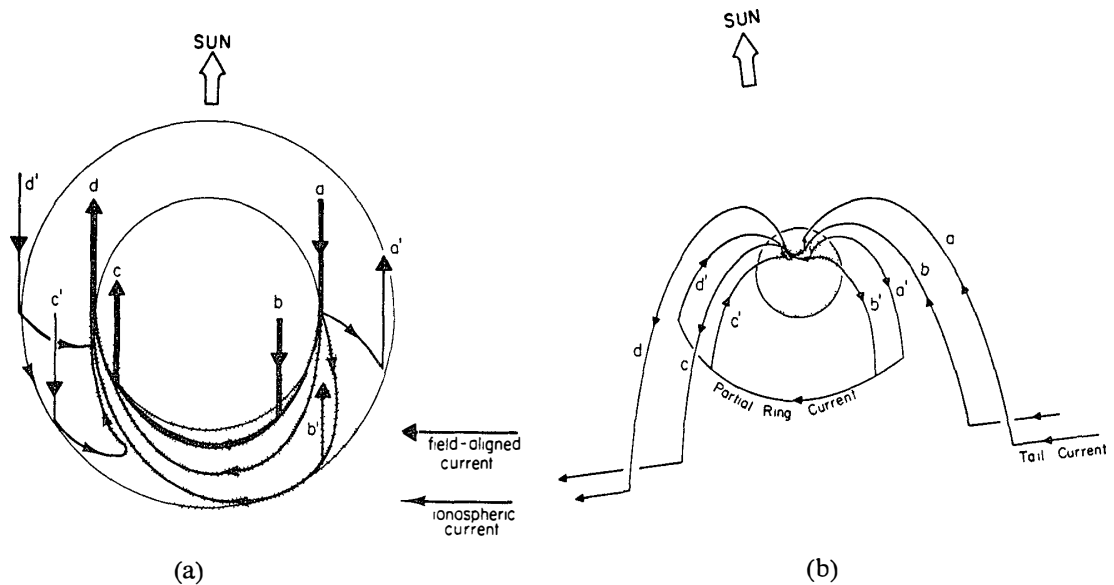 SUN
d'
d
a
a'
c
c'
b
b'
field-aligned
current
ionospheric
current
(a)
SUN
a
b
d'
c'
b'
a'
d
c
Partial Ring Current
Tail Current
(b)